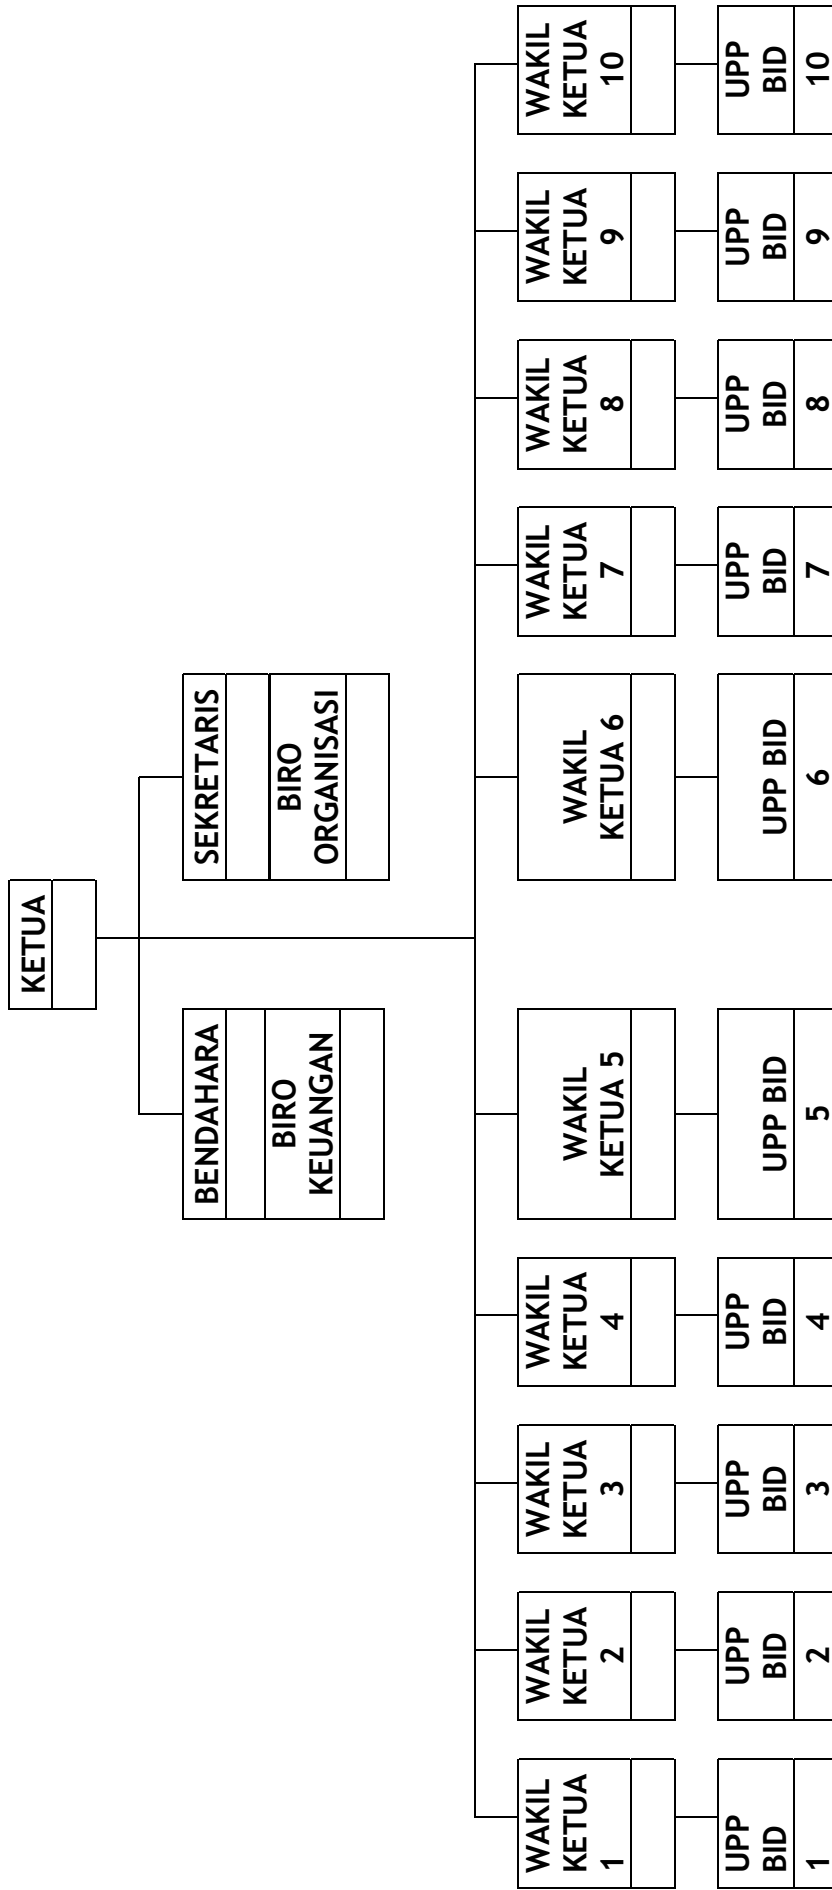 KETUA
BENDAHARA
BIRO
KEUANGAN
SEKRETARIS
BIRO
ORGANISASI
WAKIL
KETUA
1
WAKIL
KETUA
2
WAKIL
KETUA
3
WAKIL
KETUA
4
WAKIL
KETUA 5
WAKIL
KETUA 6
WAKIL
KETUA
7
WAKIL
KETUA
8
WAKIL
KETUA
9
WAKIL
KETUA
10
UPP
BID
1
UPP
BID
2
UPP
BID
3
UPP
BID
4
UPP BID
5
UPP BID
6
UPP
BID
7
UPP
BID
8
UPP
BID
9
UPP
BID
10